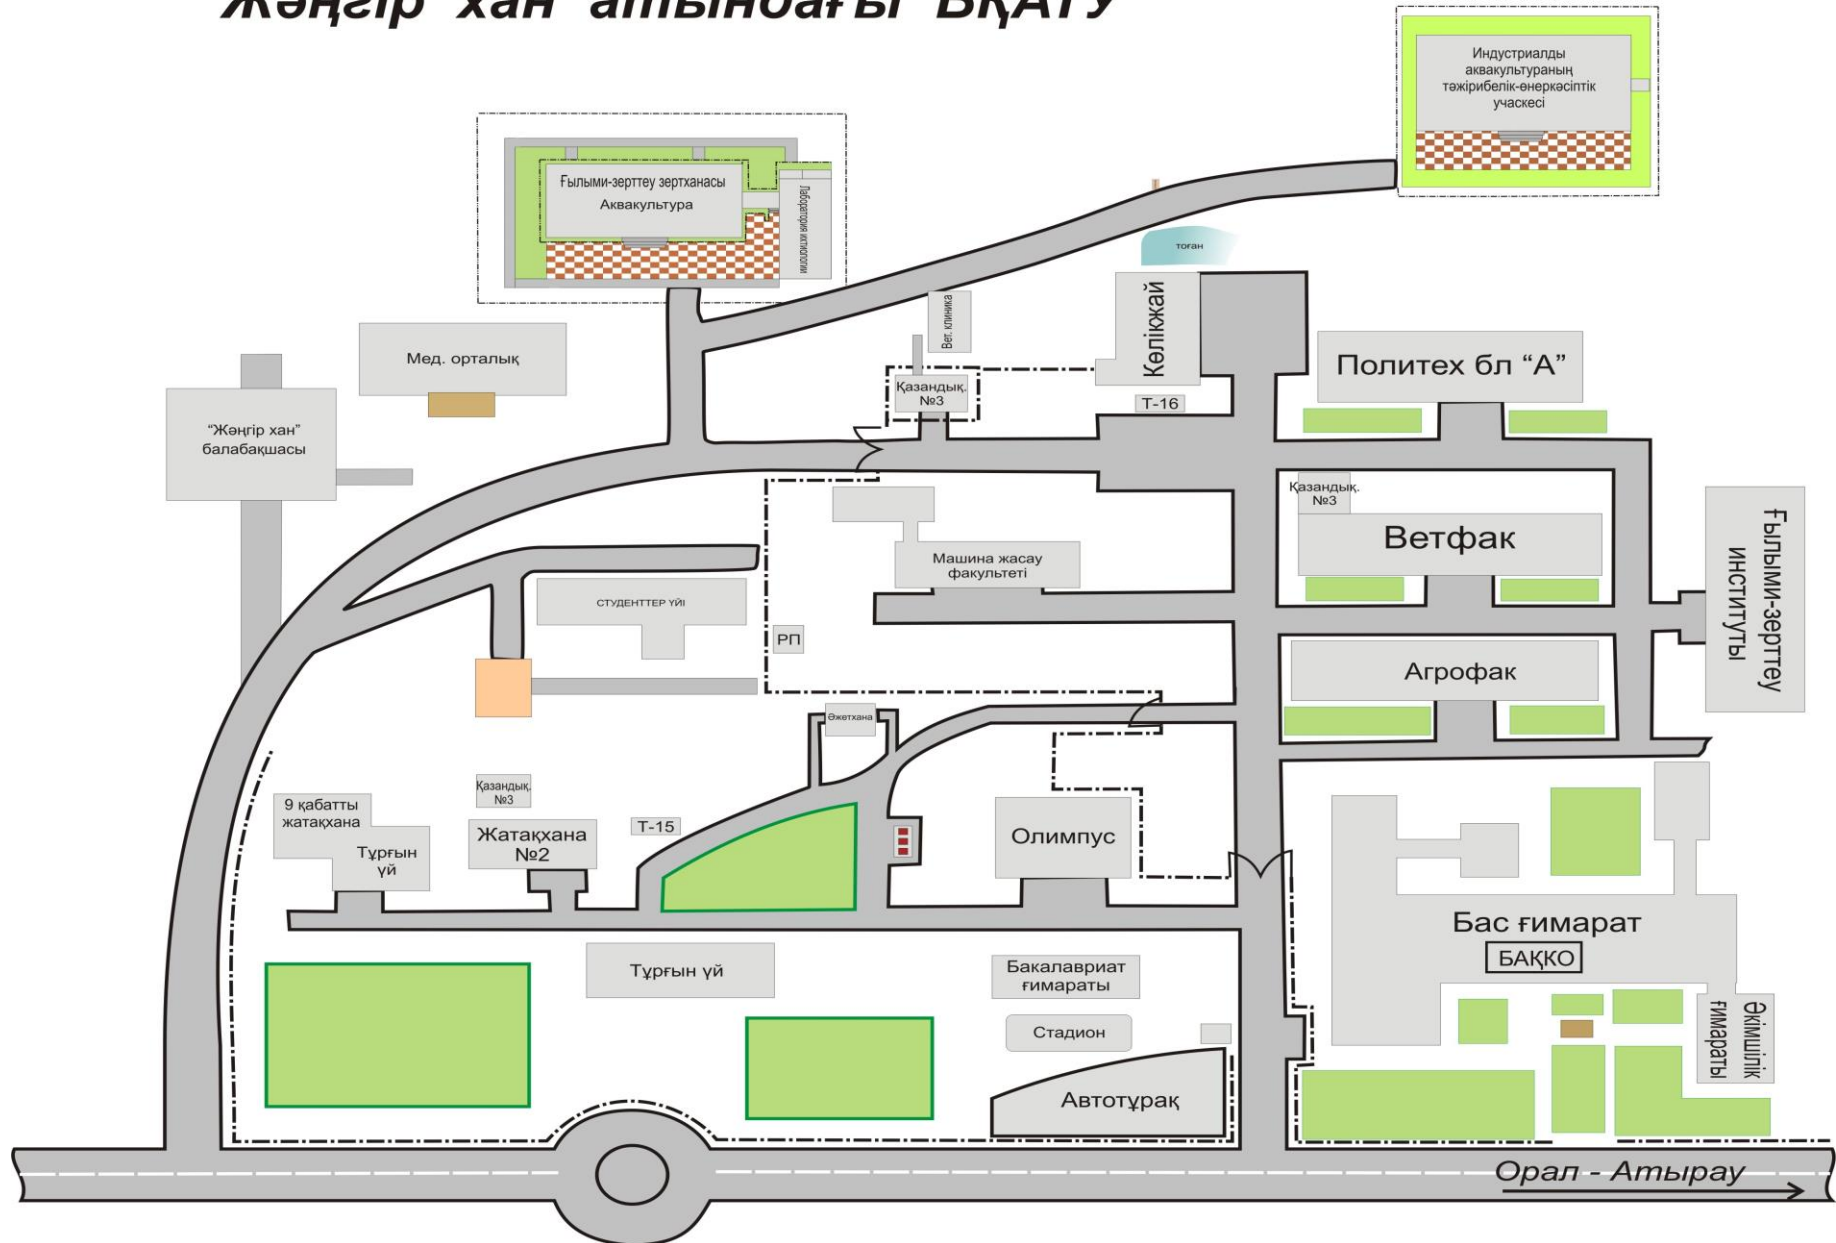 Жәңгір хан атындағы БҚАТУ
Индустриалды
аквакультураның
тәжірибелік-өнеркәсіптік
учаскесі
Ғылыми-зерттеу зертханасы
Аквакультура
Лаборатория ихтиологии
тоған
Көлікжай
Вет. клиника
Мед. орталық
Политех бл “А”
Қазандық.
№3
Т-16
“Жәңгір хан”
балабақшасы
Қазандық.
№3
Ветфак
Ғылыми-зерттеу
институты
Машина жасау
факультеті
СТУДЕНТТЕР ҮЙІ
РП
Агрофак
Әжетхана
Қазандық.
№3
9 қабатты
жатақхана
Тұрғын
үй
Жатақхана
№2
Т-15
Олимпус
Бас ғимарат
БАҚКО
Тұрғын үй
Бакалавриат
ғимараты
Стадион
Әкімшілік
ғимараты
Автотұрақ
Орал - Атырау